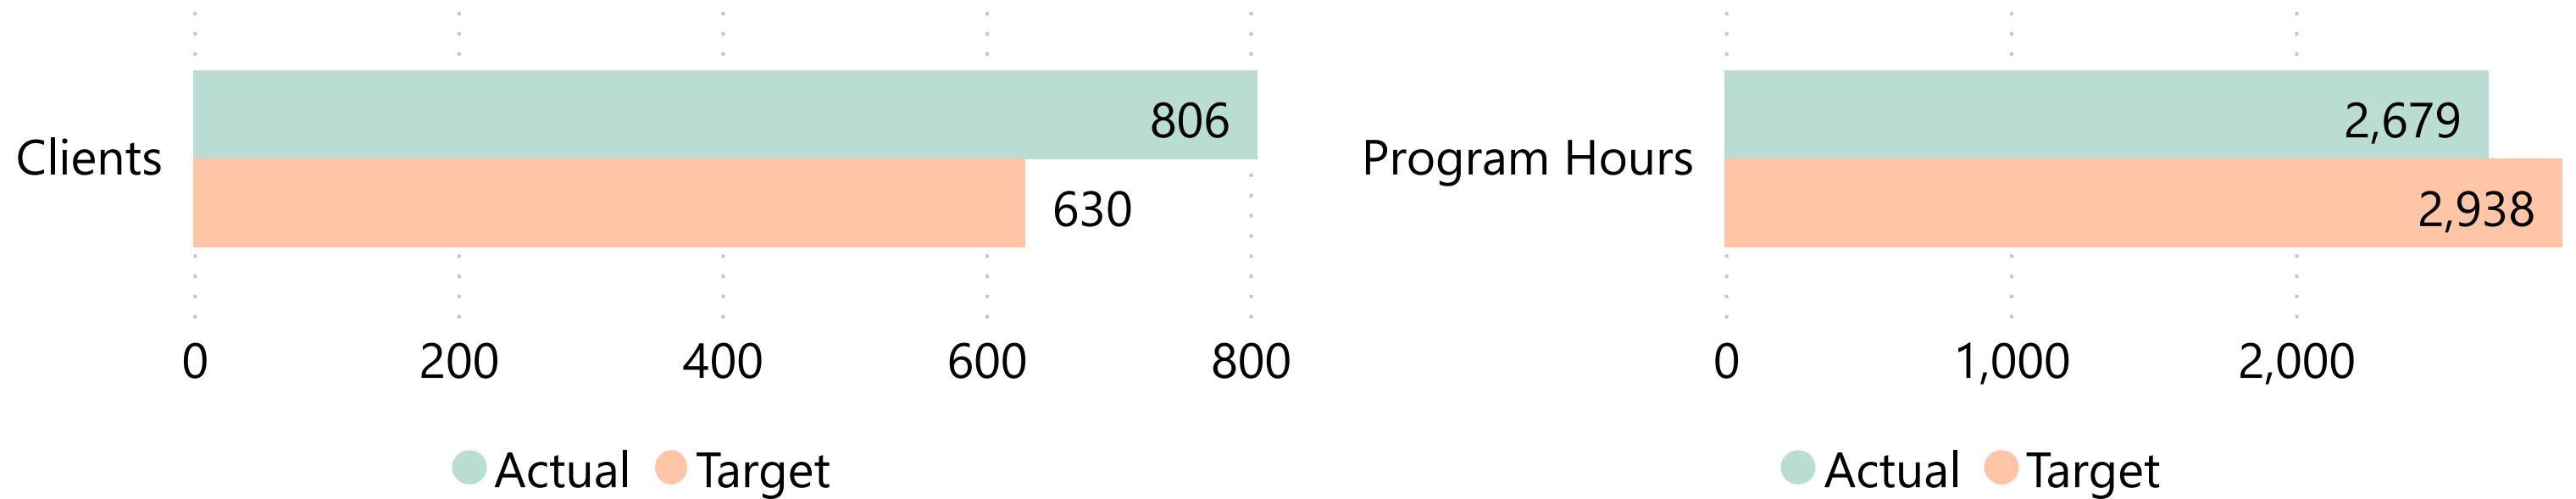 Clients
806
630
0 200 400 600 800
Actual Target
Program Hours
2,679
2,938
0 1,000 2,000
Actual Target